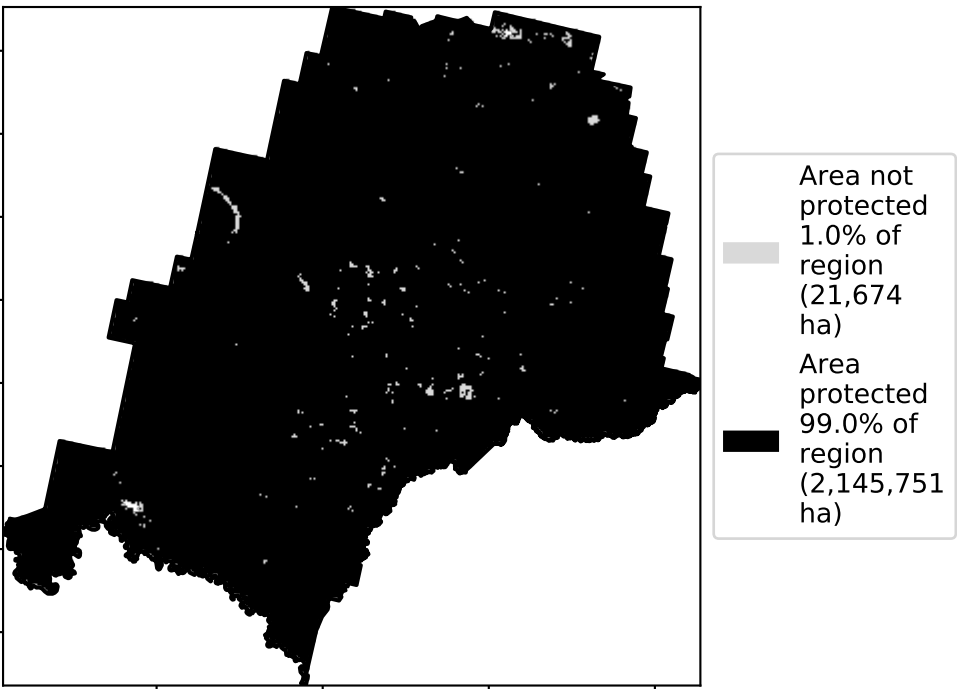 Area not
protected
1.0% of
region
(21,674
ha)
Area
protected
99.0% of
region
(2,145,751
ha)